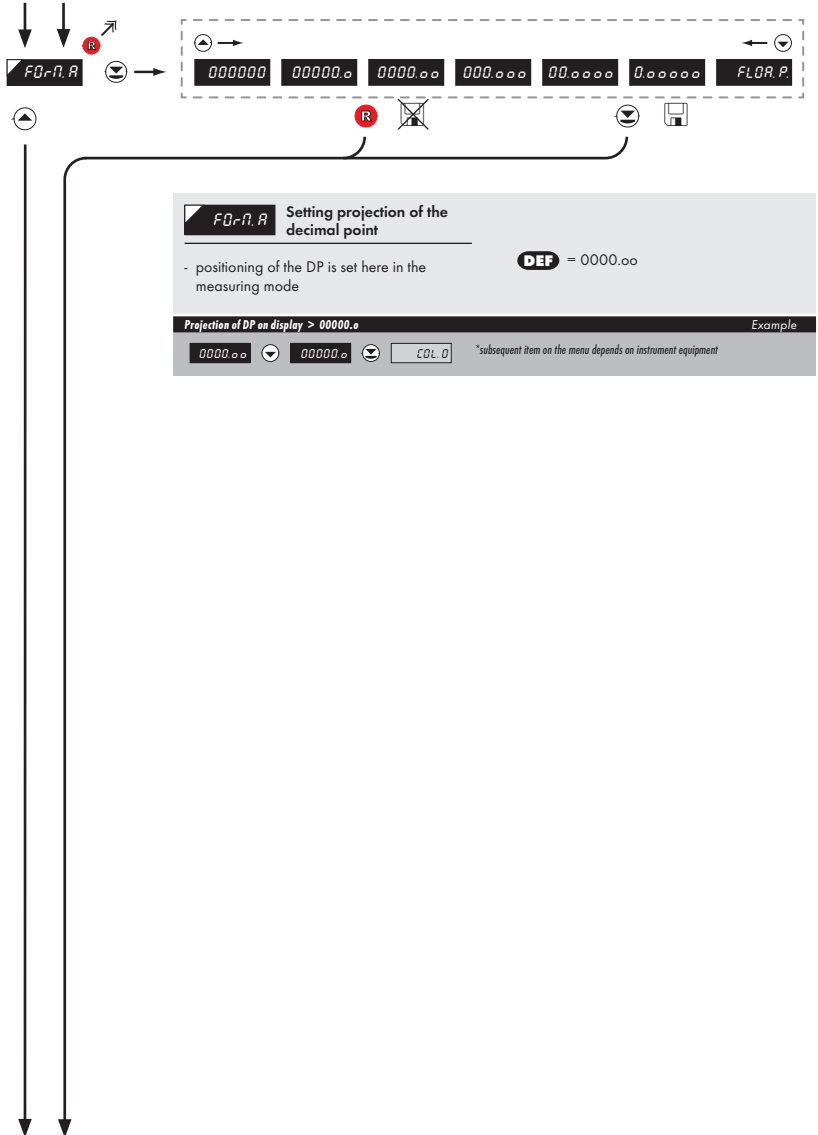 R
FOrM. A
000000 00000.o 0000.oo 000.ooo 00.oooo 0.ooooo FLOA. P.
R
FOrM. A
Setting projection of the
decimal point
- positioning of the DP is set here in the
measuring mode
DEF = 0000.oo
Projection of DP on display > 00000.o Example
0000.oo 00000.o COL. 0 *subsequent item on the menu depends on instrument equipment